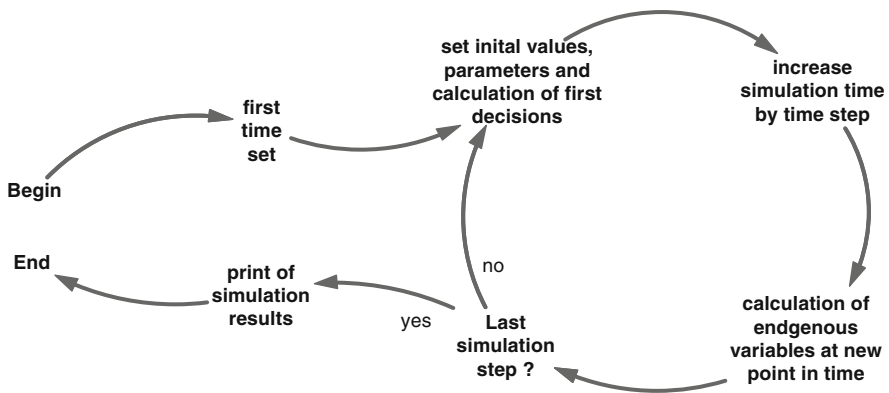 set inital values,
parameters and
calculation of first
decisions
increase
simulation time
by time step
first
time
set
Begin
End
print of
simulation
results
no
yes
Last
simulation
step ?
calculation of
endgenous
variables at new
point in time